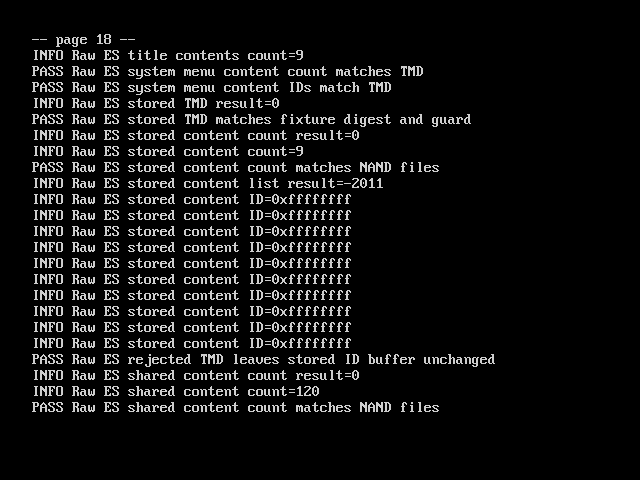 -- page 18 --
INFO Raw ES title contents count=9
PASS Raw ES system menu content count matches TMD
PASS Raw ES system menu content IDs match TMD
INFO Raw ES stored TMD result=0
PASS Raw ES stored TMD matches fixture digest and guard
INFO Raw ES stored content count result=0
INFO Raw ES stored content count=9
PASS Raw ES stored content count matches NAND files
INFO Raw ES stored content list result=-2011
INFO Raw ES stored content ID=0xffffffff
INFO Raw ES stored content ID=0xffffffff
INFO Raw ES stored content ID=0xffffffff
INFO Raw ES stored content ID=0xffffffff
INFO Raw ES stored content ID=0xffffffff
INFO Raw ES stored content ID=0xffffffff
INFO Raw ES stored content ID=0xffffffff
INFO Raw ES stored content ID=0xffffffff
INFO Raw ES stored content ID=0xffffffff
INFO Raw ES stored content ID=0xffffffff
PASS Raw ES rejected TMD leaves stored ID buffer unchanged
INFO Raw ES shared content count result=0
INFO Raw ES shared content count=120
PASS Raw ES shared content count matches NAND files